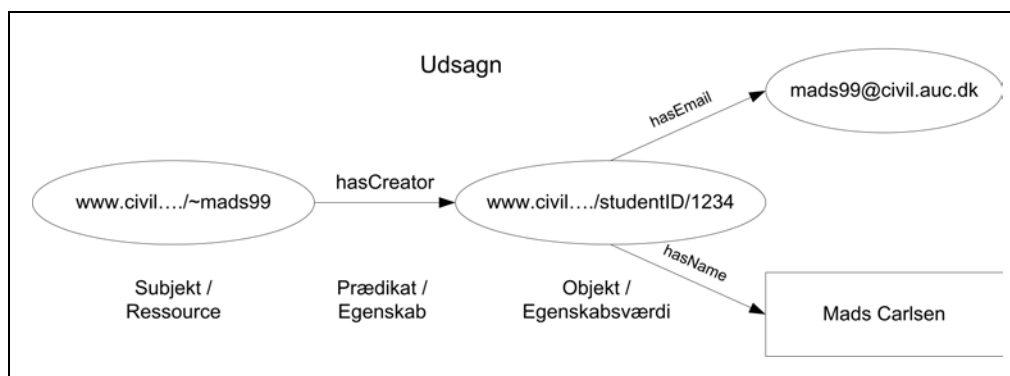 Udsagn
mads99@civil.auc.dk
hasEmail
www.civil…./~mads99
hasCreator
www.civil…./studentID/1234
hasName
Subjekt /
Ressource
Prædikat /
Egenskab
Objekt /
Egenskabsværdi
Mads Carlsen